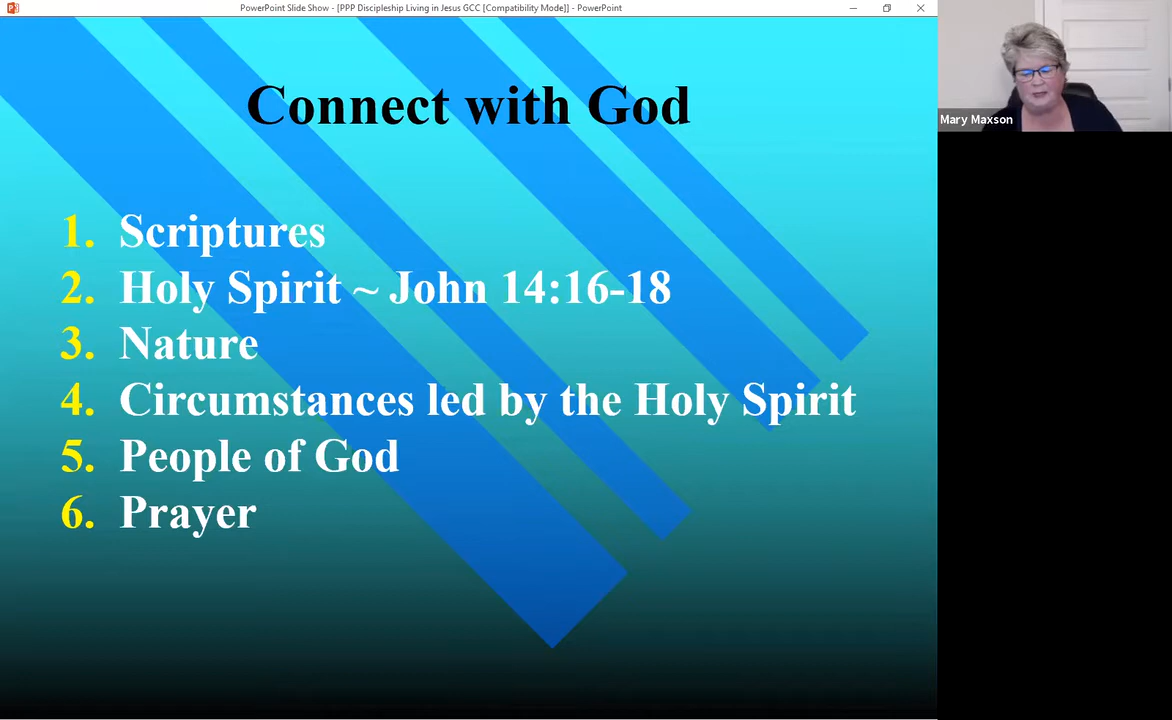 PowerPoint Slide Show - [PPP Discipleship Living in Jesus GCC [Compatibility Mode]] - PowerPoint
Mary Maxson
Connect with God
1. Scriptures
2. Holy Spirit ~ John 14:16-18
3. Nature
4. Circumstances led by the Holy Spirit
5. People of God
6. Prayer